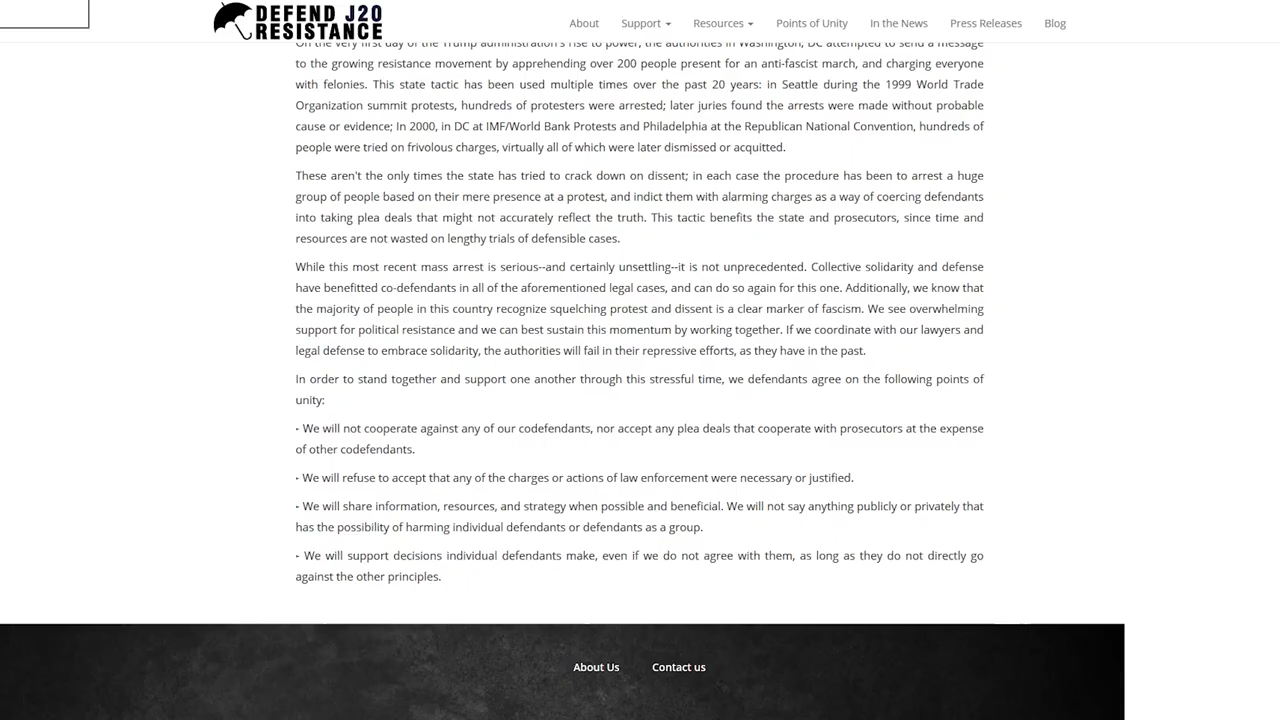 DEFEND J20
RESISTANCE
About Support Resources Points of Unity In the News Press Releases Blog
On the very first day of the Trump administration's rise to power, the authorities in Washington, DC attempted to send a message
to the growing resistance movement by apprehending over 200 people present for an anti-fascist march, and charging everyone
with felonies. This state tactic has been used multiple times over the past 20 years: in Seattle during the 1999 World Trade
Organization summit protests, hundreds of protesters were arrested; later juries found the arrests were made without probable
cause or evidence; In 2000, in DC at IMF/World Bank Protests and Philadelphia at the Republican National Convention, hundreds of
people were tried on frivolous charges, virtually all of which were later dismissed or acquitted.
These aren't the only times the state has tried to crack down on dissent; in each case the procedure has been to arrest a huge
group of people based on their mere presence at a protest, and indict them with alarming charges as a way of coercing defendants
into taking plea deals that might not accurately reflect the truth. This tactic benefits the state and prosecutors, since time and
resources are not wasted on lengthy trials of defensible cases.
While this most recent mass arrest is serious--and certainly unsettling--it is not unprecedented. Collective solidarity and defense
have benefitted co-defendants in all of the aforementioned legal cases, and can do so again for this one. Additionally, we know that
the majority of people in this country recognize squelching protest and dissent is a clear marker of fascism. We see overwhelming
support for political resistance and we can best sustain this momentum by working together. If we coordinate with our lawyers and
legal defense to embrace solidarity, the authorities will fail in their repressive efforts, as they have in the past.
In order to stand together and support one another through this stressful time, we defendants agree on the following points of
unity:
- We will not cooperate against any of our codefendants, nor accept any plea deals that cooperate with prosecutors at the expense
of other codefendants.
- We will refuse to accept that any of the charges or actions of law enforcement were necessary or justified.
- We will share information, resources, and strategy when possible and beneficial. We will not say anything publicly or privately that
has the possibility of harming individual defendants or defendants as a group.
- We will support decisions individual defendants make, even if we do not agree with them, as long as they do not directly go
against the other principles.
About Us Contact us